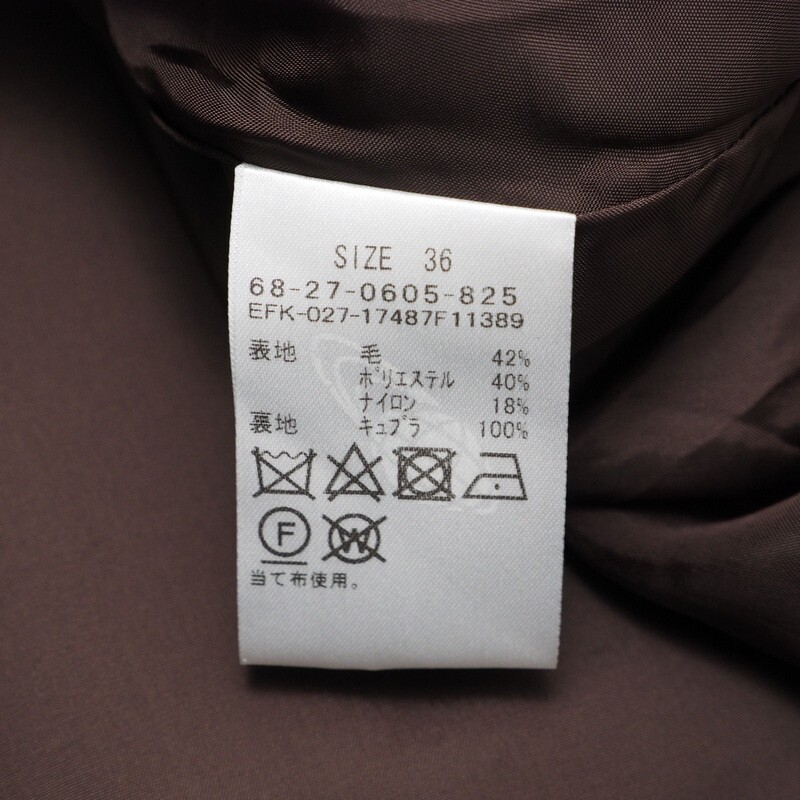 SIZE 36
68-27-0605-825
EFK-027-17487F11389
表地 毛 42%
ポリエステル 40%
ナイロン 18%
裏地 キュプラ 100%
F W
当て布使用。